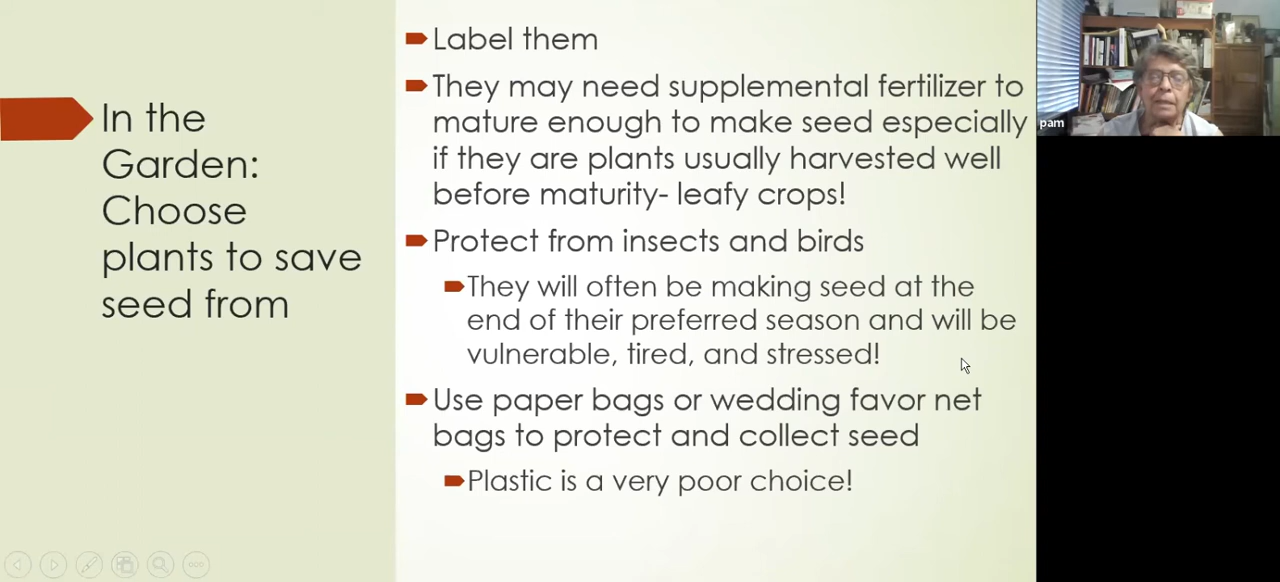 In the
Garden:
Choose
plants to save
seed from
Label them
They may need supplemental fertilizer to
mature enough to make seed especially
if they are plants usually harvested well
before maturity- leafy crops!
Protect from insects and birds
They will often be making seed at the
end of their preferred season and will be
vulnerable, tired, and stressed!
Use paper bags or wedding favor net
bags to protect and collect seed
Plastic is a very poor choice!
pam